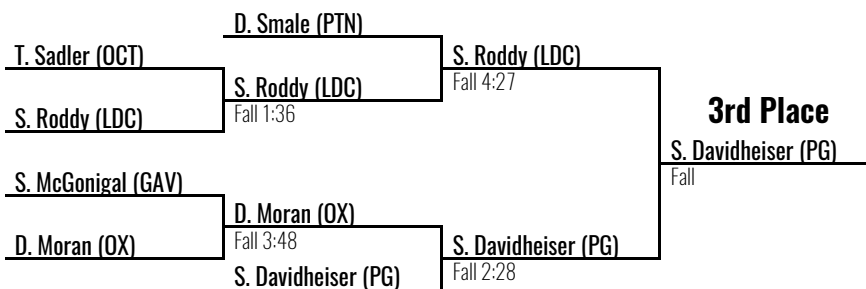 D. Smale (PTN)
T. Sadler (OCT)
S. Roddy (LDC)
S. Roddy (LDC)
Fall 4:27
Fall 1:36
S. Roddy (LDC)
3rd Place
S. Davidheiser (PG)
Fall
S. McGonigal (GAV)
D. Moran (OX)
Fall 3:48
D. Moran (OX)
S. Davidheiser (PG)
Fall 2:28
S. Davidheiser (PG)